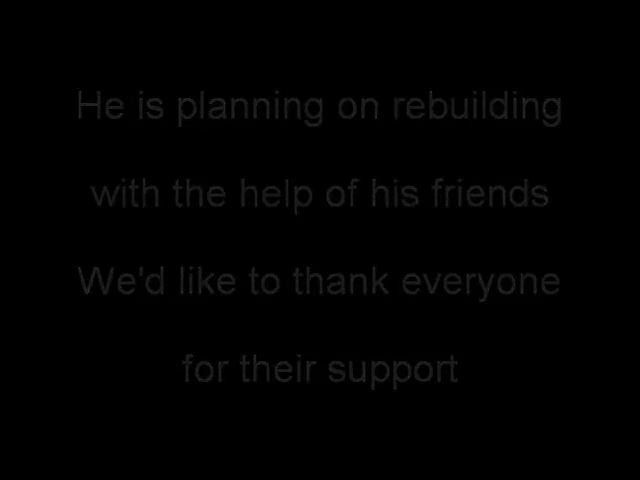 He is planning on rebuilding
with the help of his friends
We'd like to thank everyone
for their support